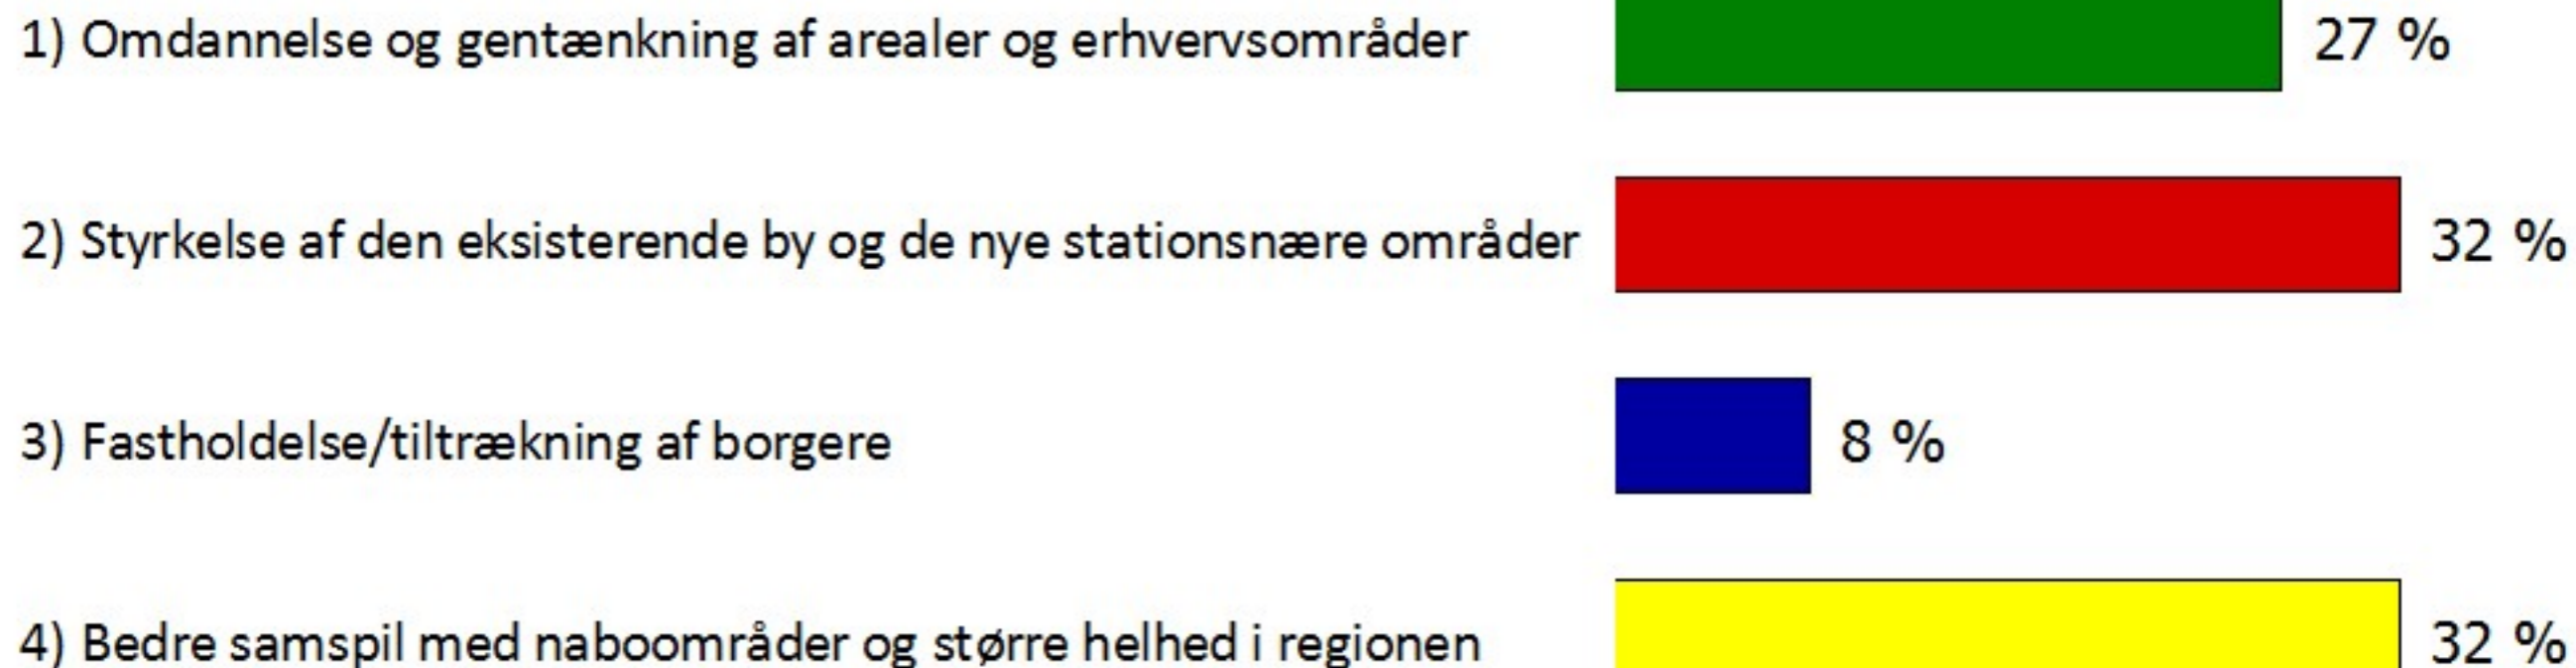 1) Omdannelse og gentænkning af arealer og erhvervsområder 27 %
2) Styrkelse af den eksisterende by og de nye stationsnære områder 32 %
3) Fastholdelse/tiltrækning af borgere 8 %
4) Bedre samspil med naboområder og større helhed i regionen 32 %